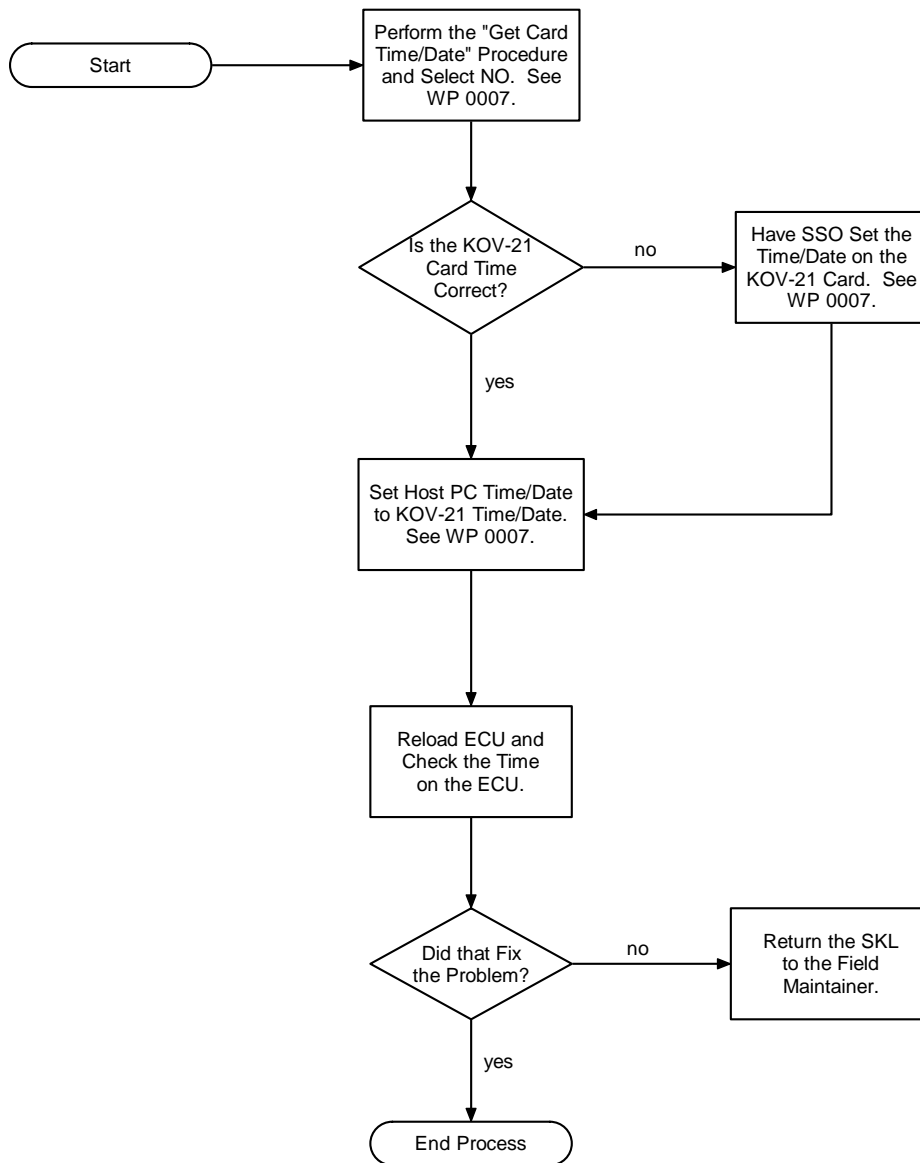 Start
Perform the "Get Card
Time/Date" Procedure
and Select NO. See
WP 0007.
Is the KOV-21
Card Time
Correct?
no
Have SSO Set the
Time/Date on the
KOV-21 Card. See
WP 0007.
yes
Set Host PC Time/Date
to KOV-21 Time/Date.
See WP 0007.
Reload ECU and
Check the Time
on the ECU.
Did that Fix
the Problem?
no
Return the SKL
to the Field
Maintainer.
yes
End Process